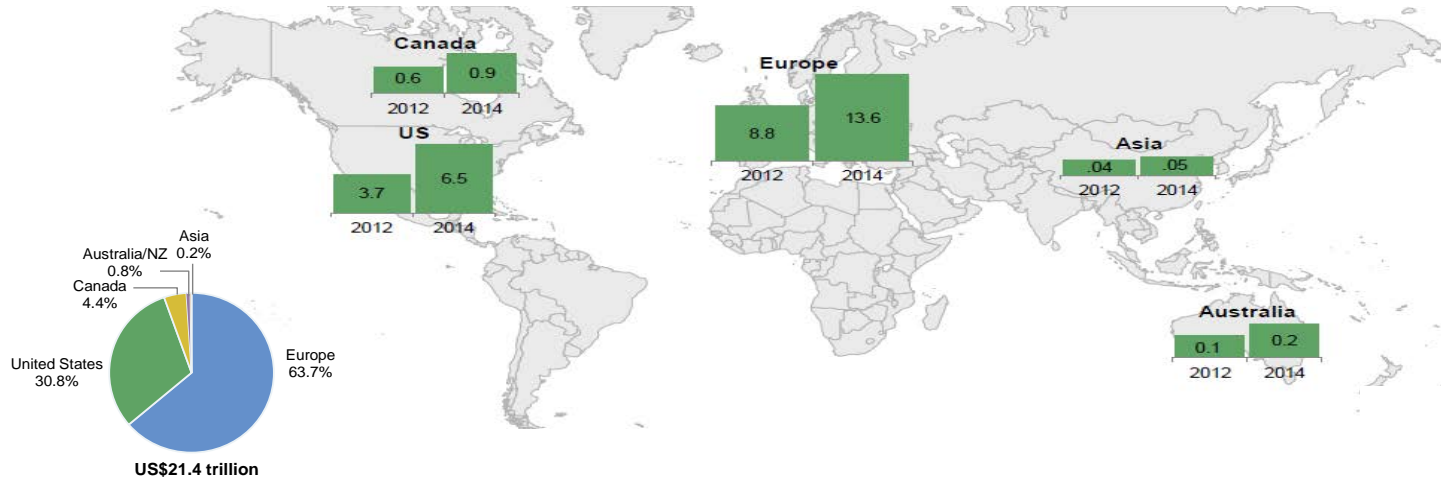 Canada
0.6
0.9
2012
2014
US
3.7
6.5
2012
2014
Europe
8.8
13.6
2012
2014
Asia
.04
.05
2012
2014
Australia
0.1
0.2
2012
2014
Asia
0.2%
Australia/NZ
0.8%
Canada
4.4%
United States
30.8%
Europe
63.7%
US$21.4 trillion